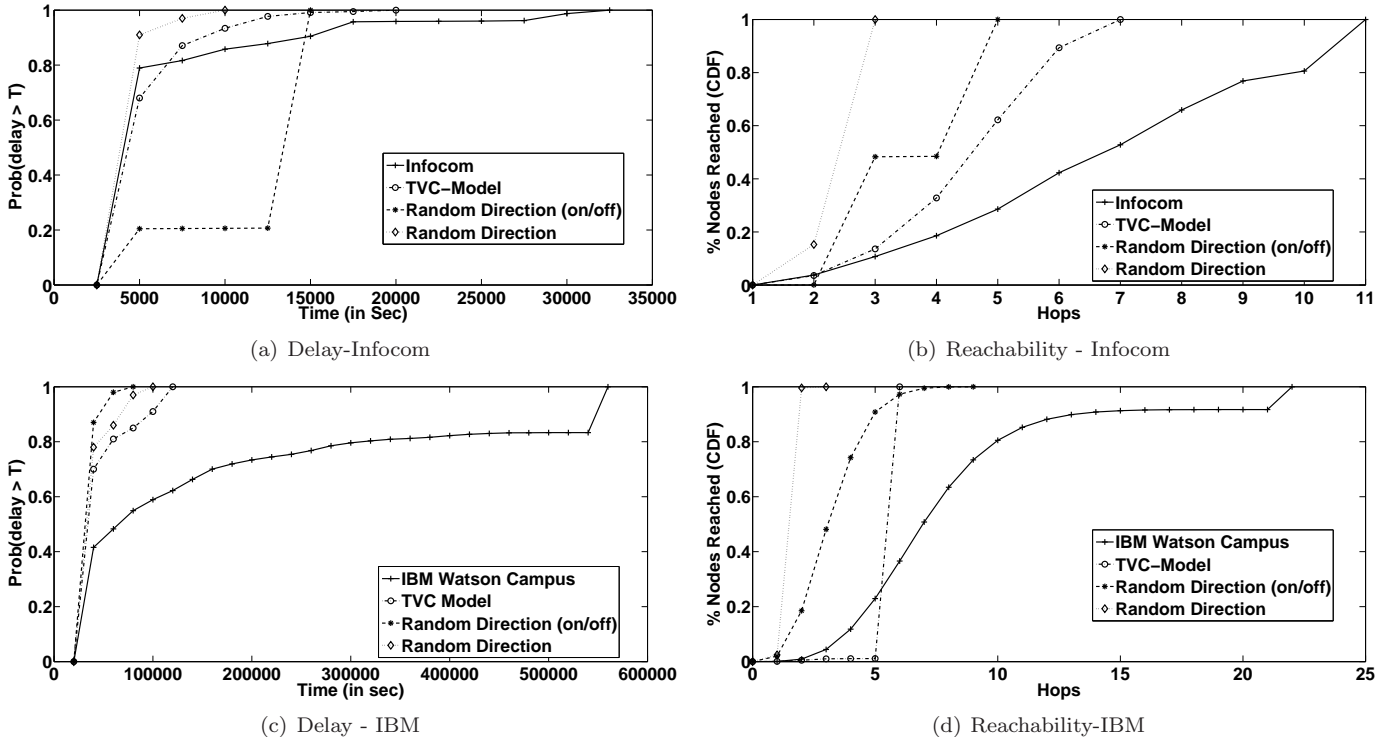 1
0.8
0.6
0.4
0.2
0
Prob(delay > T)
Infocom
TVC−Model
Random Direction (on/off)
Random Direction
0 5000 10000 15000 20000 25000 30000 35000
Time (in Sec)
(a) Delay-Infocom
1
0.8
0.6
0.4
0.2
0
% Nodes Reached (CDF)
Infocom
TVC−Model
Random Direction (on/off)
Random Direction
1 2 3 4 5 6 7 8 9 10 11
Hops
(b) Reachability - Infocom
1
0.8
0.6
0.4
0.2
0
Prob(delay > T)
IBM Watson Campus
TVC Model
Random Direction (on/off)
Random Direction
0 100000 200000 300000 400000 500000 600000
Time (in sec)
(c) Delay - IBM
1
0.8
0.6
0.4
0.2
0
% Nodes Reached (CDF)
IBM Watson Campus
TVC−Model
Random Direction (on/off)
Random Direction
0 5 10 15 20 25
Hops
(d) Reachability-IBM